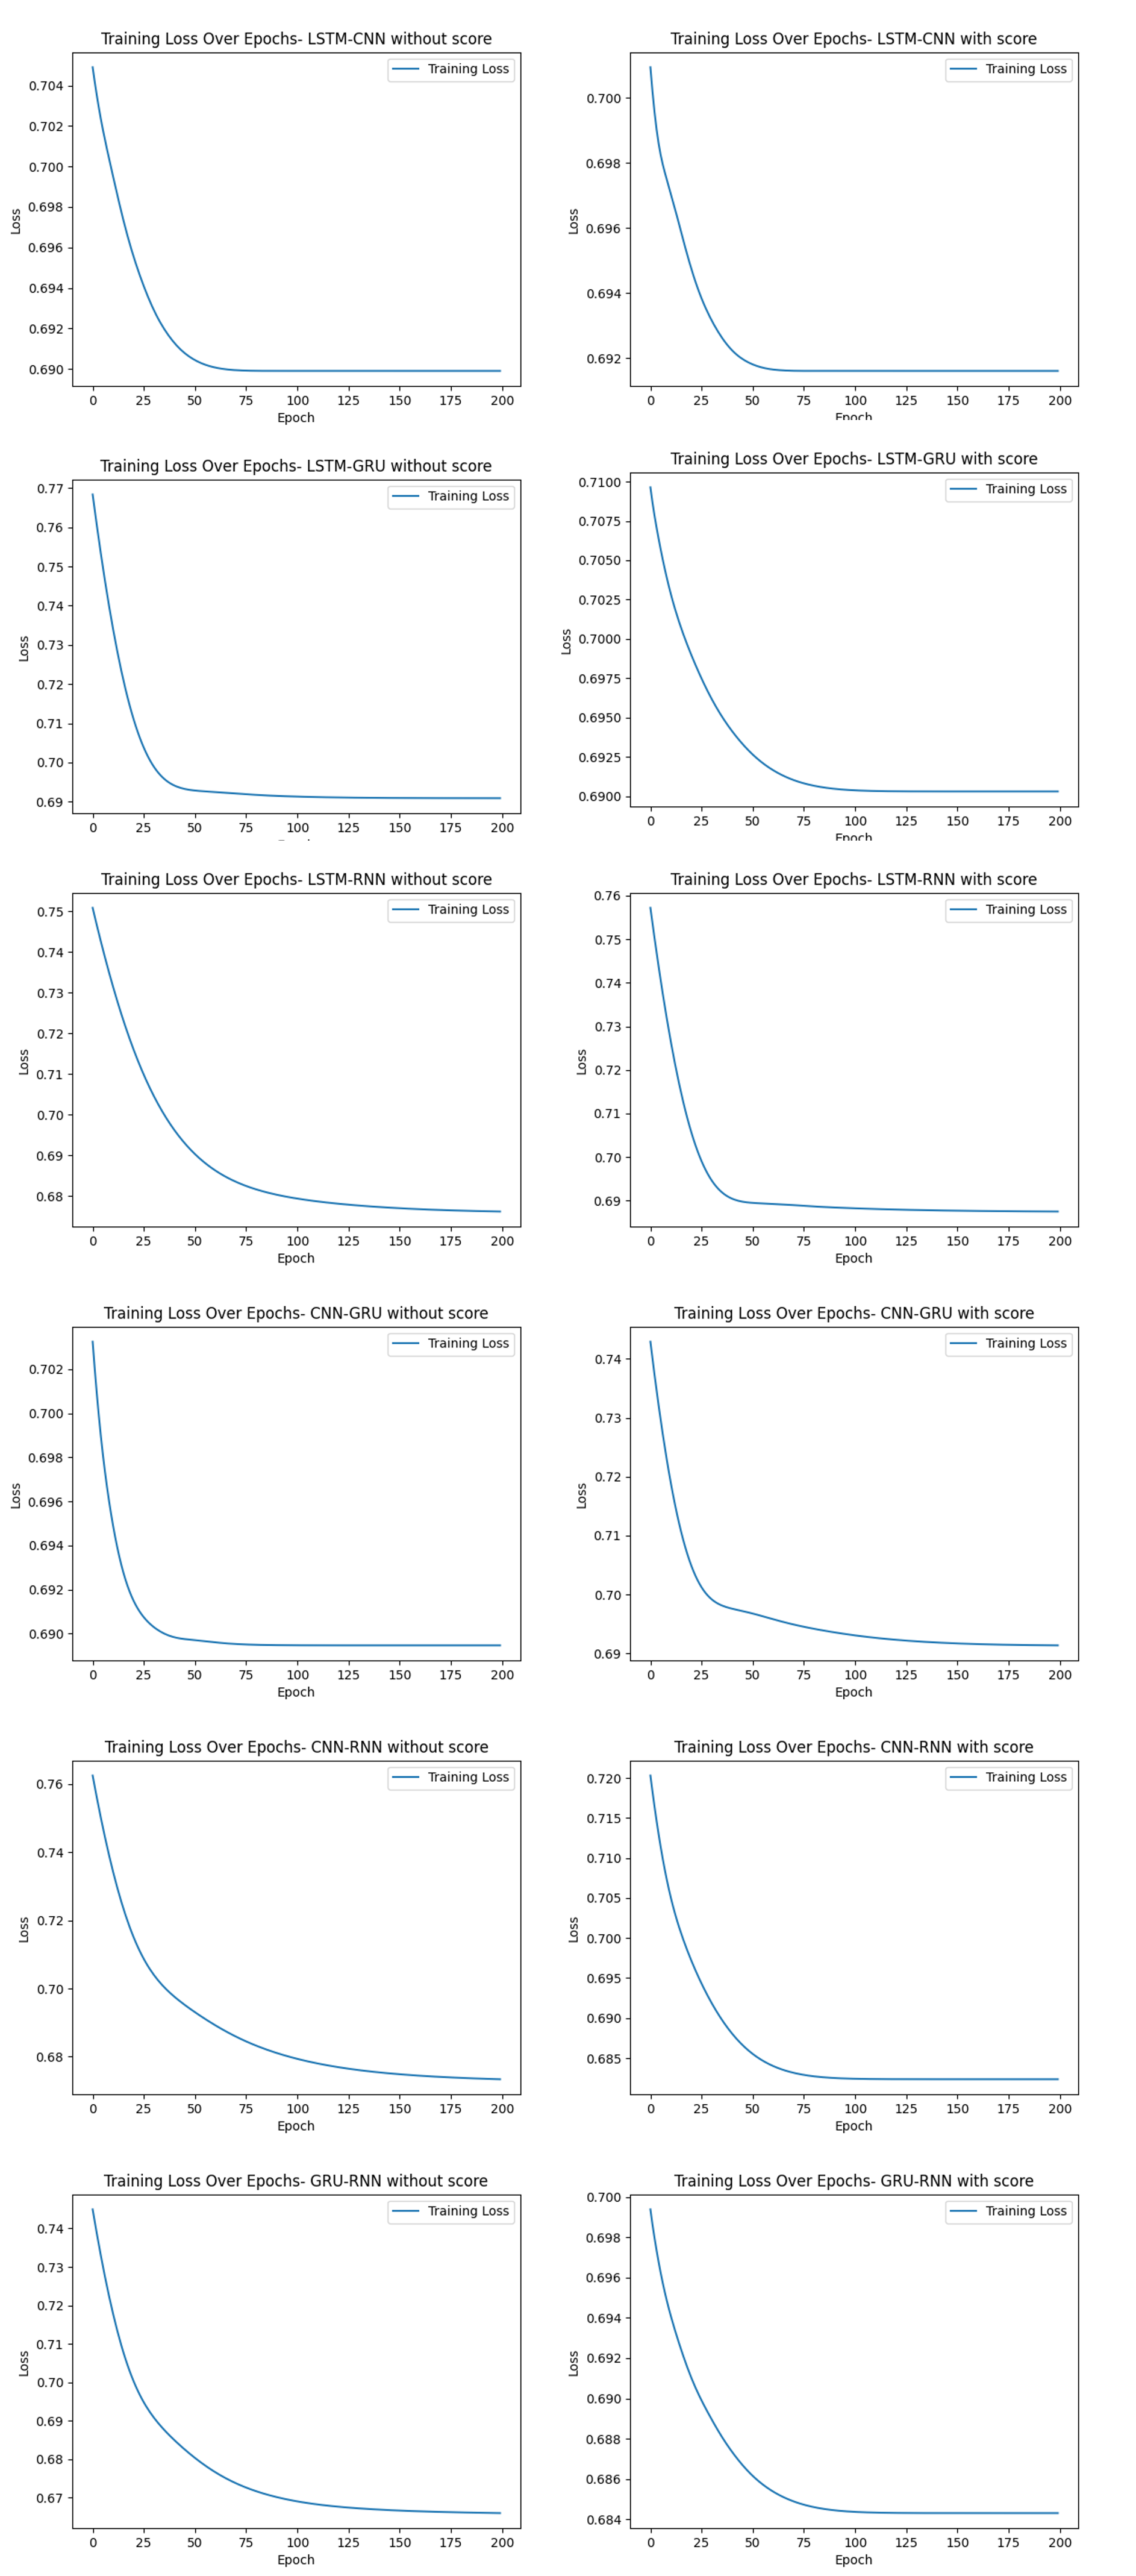 Training Loss Over Epochs- LSTM-CNN without score
Training Loss
0.704
0.702
0.700
0.698
0.696
0.694
0.692
0.690
Loss
0 25 50 75 100 125 150 175 200
Epoch
Training Loss Over Epochs- LSTM-CNN with score
Training Loss
0.700
0.698
0.696
0.694
0.692
Loss
0 25 50 75 100 125 150 175 200
Epoch
Training Loss Over Epochs- LSTM-GRU without score
Training Loss
0.77
0.76
0.75
0.74
0.73
0.72
0.71
0.70
0.69
Loss
0 25 50 75 100 125 150 175 200
Training Loss Over Epochs- LSTM-GRU with score
Training Loss
0.7100
0.7075
0.7050
0.7025
0.7000
0.6975
0.6950
0.6925
0.6900
Loss
0 25 50 75 100 125 150 175 200
Epoch
Training Loss Over Epochs- LSTM-RNN without score
Training Loss
0.75
0.74
0.73
0.72
0.71
0.70
0.69
0.68
Loss
0 25 50 75 100 125 150 175 200
Epoch
Training Loss Over Epochs- LSTM-RNN with score
Training Loss
0.76
0.75
0.74
0.73
0.72
0.71
0.70
0.69
Loss
0 25 50 75 100 125 150 175 200
Epoch
Training Loss Over Epochs- CNN-GRU without score
Training Loss
0.702
0.700
0.698
0.696
0.694
0.692
0.690
Loss
0 25 50 75 100 125 150 175 200
Epoch
Training Loss Over Epochs- CNN-GRU with score
Training Loss
0.74
0.73
0.72
0.71
0.70
0.69
Loss
0 25 50 75 100 125 150 175 200
Epoch
Training Loss Over Epochs- CNN-RNN without score
Training Loss
0.76
0.74
0.72
0.70
0.68
Loss
0 25 50 75 100 125 150 175 200
Epoch
Training Loss Over Epochs- CNN-RNN with score
Training Loss
0.720
0.715
0.710
0.705
0.700
0.695
0.690
0.685
Loss
0 25 50 75 100 125 150 175 200
Epoch
Training Loss Over Epochs- GRU-RNN without score
Training Loss
0.74
0.73
0.72
0.71
0.70
0.69
0.68
0.67
Loss
0 25 50 75 100 125 150 175 200
Epoch
Training Loss Over Epochs- GRU-RNN with score
Training Loss
0.700
0.698
0.696
0.694
0.692
0.690
0.688
0.686
0.684
Loss
0 25 50 75 100 125 150 175 200
Epoch